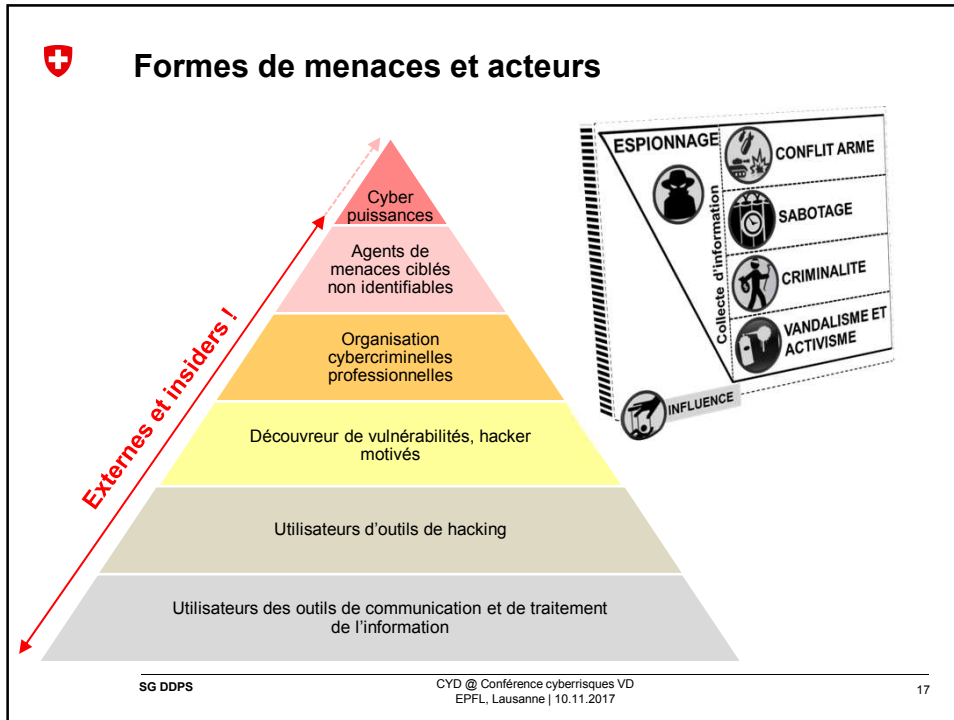 Formes de menaces et acteurs
Cyber
puissances
Agents de
menaces ciblés
non identifiables
Organisation
cybercriminelles
professionnelles
Découvreur de vulnérabilités, hacker
motivés
Utilisateurs d'outils de hacking
Utilisateurs des outils de communication et de traitement
de l'information
Externes et insiders !
ESPIONNAGE
Collecte d'information
CONFLIT ARME
SABOTAGE
CRIMINALITE
VANDALISME ET
ACTIVISME
INFLUENCE
SG DDPS
CYD @ Conférence cyberrisques VD
EPFL, Lausanne | 10.11.2017
17